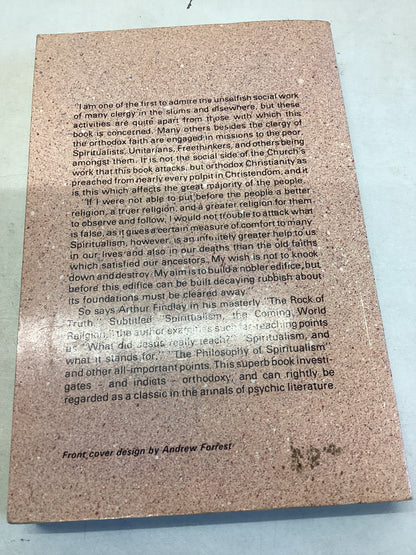 "I am one of the first to admire the unselfish social work
of many clergy in the slums and elsewhere, but these
activities are quite apart from those with which this
book is concerned. Many others besides the clergy of
the orthodox faith are engaged in missions to the poor,
Spiritualists, Unitarians, Freethinkers, and others being
amongst them. It is not the social side of the Church's
work that this book attacks, but orthodox Christianity as
preached from nearly every pulpit in Christendom, and it
is this which affects the great majority of the people.
"If I were not able to put before the people a better
religion, a truer religion, and a greater religion for them
to observe and follow, I would not trouble to attack what
is false, as it gives a certain measure of comfort to many.
Spiritualism, however, is an infinitely greater help to us
in our lives and also in our deaths than the old faiths
which satisfied our ancestors. My wish is not to knock
down and destroy. My aim is to build a nobler edifice, but
before this edifice can be built decaying rubbish about
its foundations must be cleared away."
So says Arthur Findlay in his masterly "The Rock of
Truth." Subtitled "Spiritualism, the Coming World
Religion", the author examines such far-reaching points
as "What did Jesus really teach?" "Spiritualism, and
what it stands for," "The Philosophy of Spiritualism"
and other all-important points. This superb book investi-
gates - and indicts - orthodoxy, and can rightly be
regarded as a classic in the annals of psychic literature.
Front cover design by Andrew Forrest